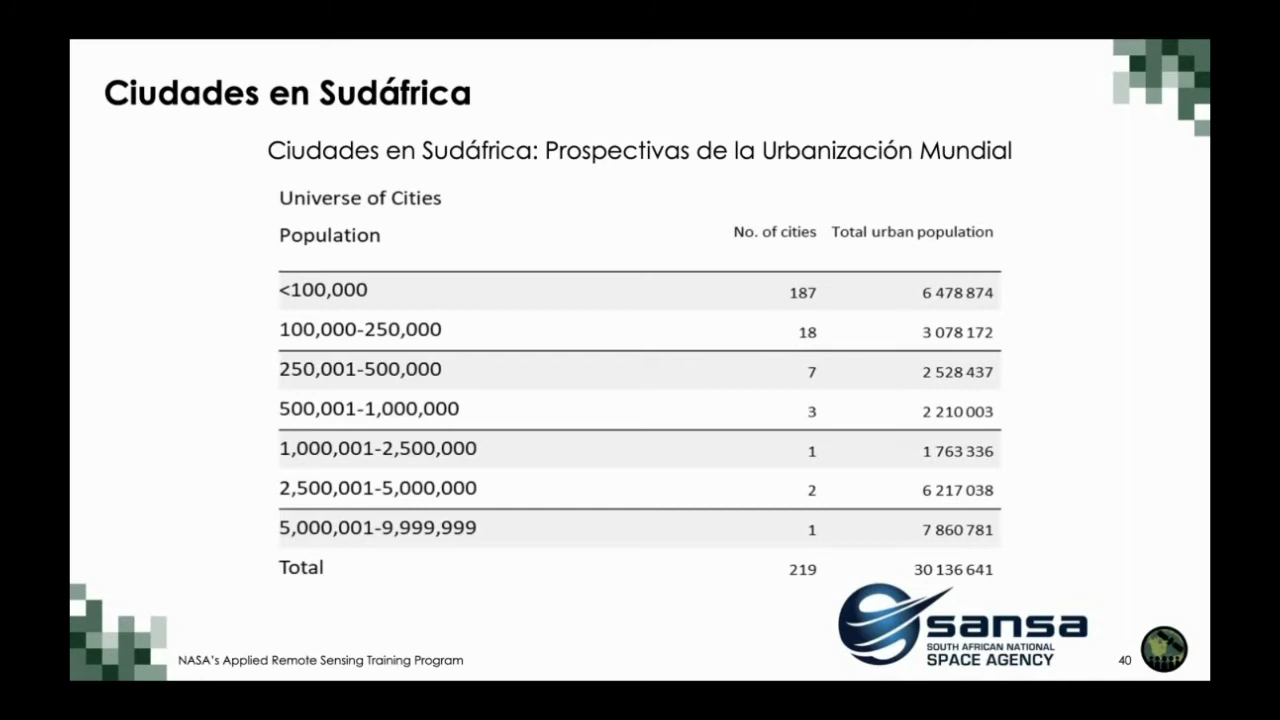 Ciudades en Sudáfrica
Ciudades en Sudáfrica: Prospectivas de la Urbanización Mundial
Universe of Cities
Population No. of cities Total urban population
<100,000 187 6 478 874
100,000-250,000 18 3 078 172
250,001-500,000 7 2 528 437
500,001-1,000,000 3 2 210 003
1,000,001-2,500,000 1 1 763 336
2,500,001-5,000,000 2 6 217 038
5,000,001-9,999,999 1 7 860 781
Total 219 30 136 641
sansa
SOUTH AFRICAN NATIONAL
SPACE AGENCY
NASA's Applied Remote Sensing Training Program
40